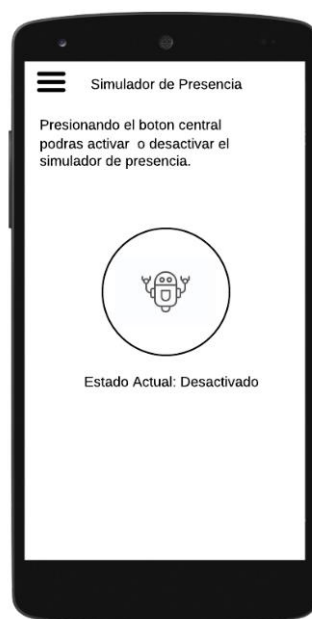 Simulador de Presencia
Presionando el boton central
podras activar o desactivar el
simulador de presencia.
Estado Actual: Desactivado